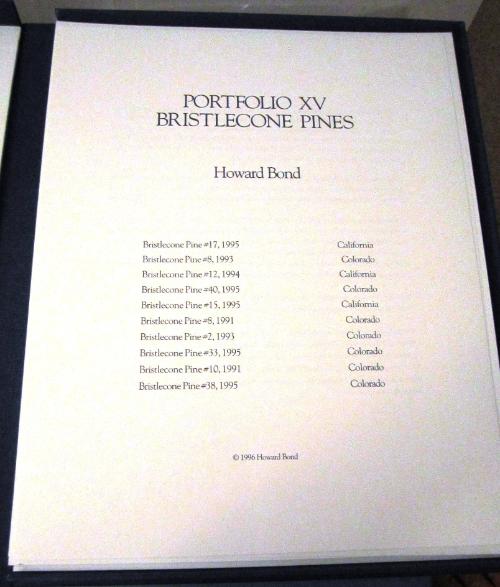 PORTFOLIO XV
BRISTLECONE PINES
Howard Bond
Bristlecone Pine #17, 1995 California
Bristlecone Pine #8, 1993 Colorado
Bristlecone Pine #12, 1994 California
Bristlecone Pine #40, 1995 Colorado
Bristlecone Pine #15, 1995 California
Bristlecone Pine #8, 1991 Colorado
Bristlecone Pine #2, 1993 Colorado
Bristlecone Pine #33, 1995 Colorado
Bristlecone Pine #10, 1991 Colorado
Bristlecone Pine #38, 1995 Colorado
© 1996 Howard Bond